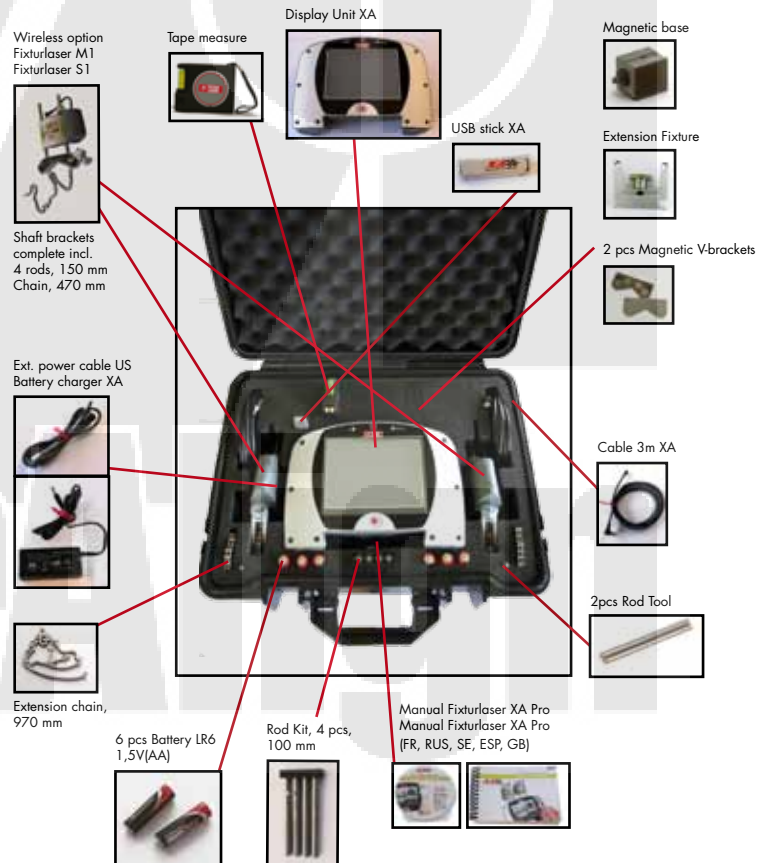 Display Unit XA
Wireless option
Fixturlaser M1
Fixturlaser S1
Tape measure
Magnetic base
USB stick XA
Extension Fixture
Shaft brackets
complete incl.
4 rods, 150 mm
Chain, 470 mm
2 pcs Magnetic V-brackets
Ext. power cable US
Battery charger XA
Cable 3m XA
2pcs Rod Tool
Extension chain,
970 mm
6 pcs Battery LR6
1,5V(AA)
Rod Kit, 4 pcs,
100 mm
Manual Fixturlaser XA Pro
Manual Fixturlaser XA Pro
(FR, RUS, SE, ESP, GB)